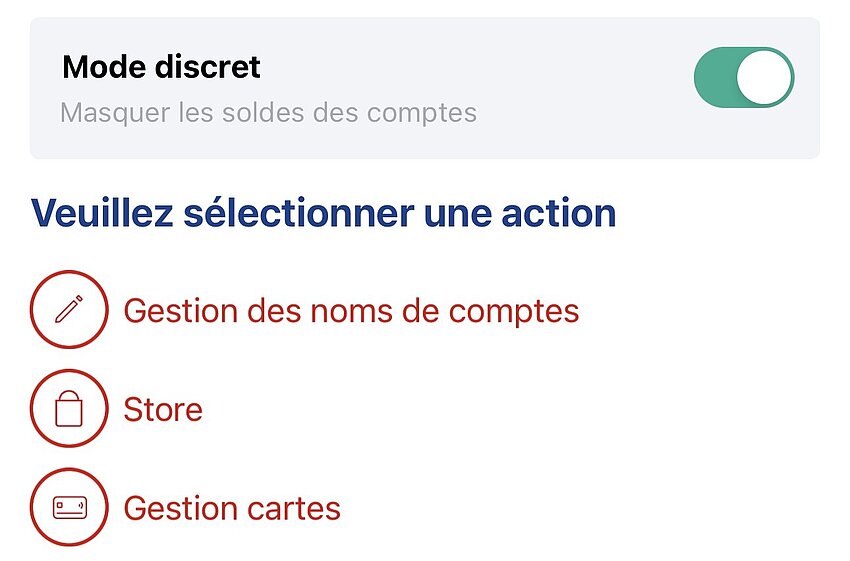 Mode discret
Masquer les soldes des comptes
Veuillez sélectionner une action
Gestion des noms de comptes
Store
Gestion cartes